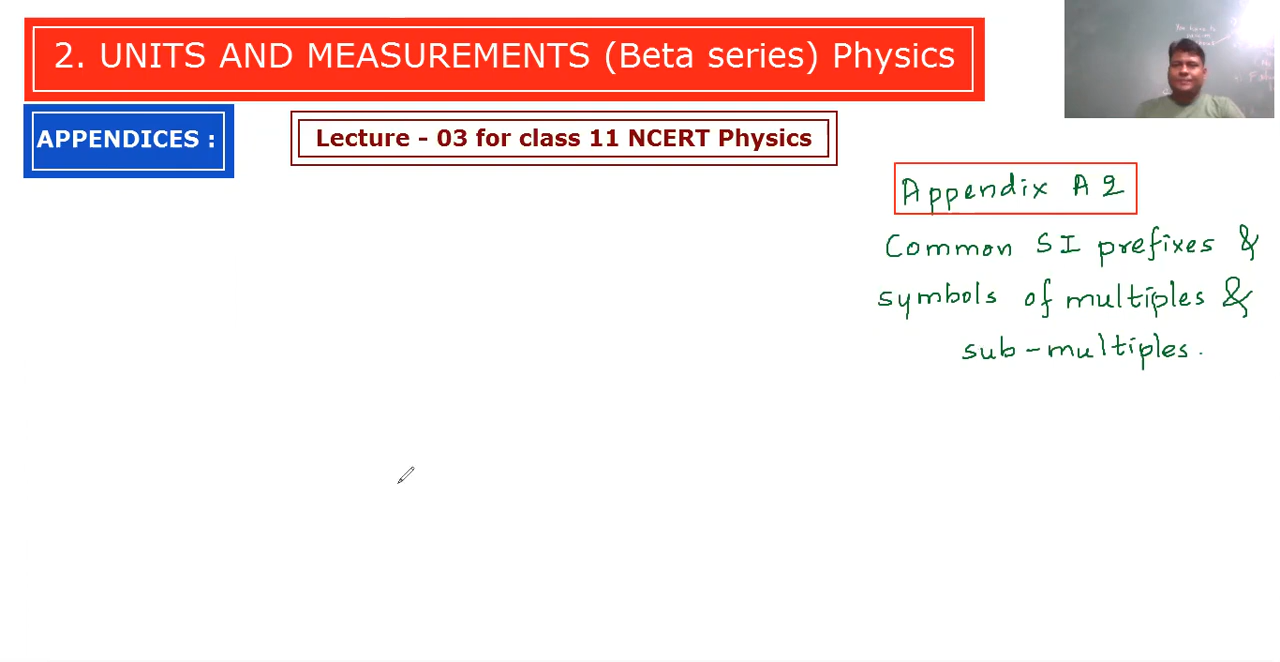 2. UNITS AND MEASUREMENTS (Beta series) Physics
APPENDICES :
Lecture - 03 for class 11 NCERT Physics
Appendix A 2
Common SI prefixes &
symbols of multiples &
sub-multiples.